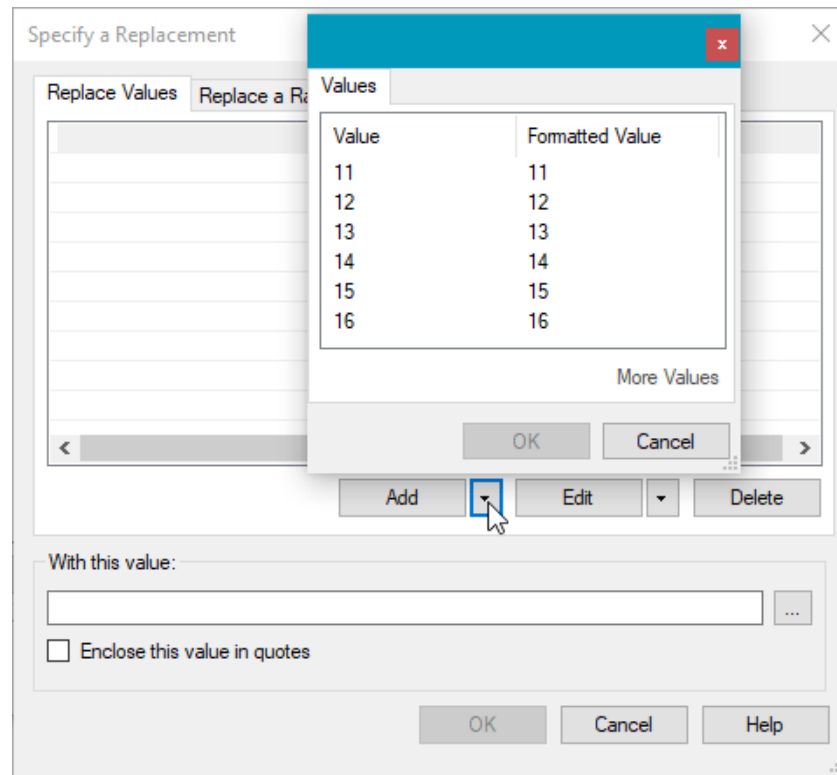 Specify a Replacement
x
Replace Values
Replace a Ra
Values
Value Formatted Value
11 11
12 12
13 13
14 14
15 15
16 16
More Values
OK Cancel
Add Edit Delete
With this value:
...
Enclose this value in quotes
OK Cancel Help